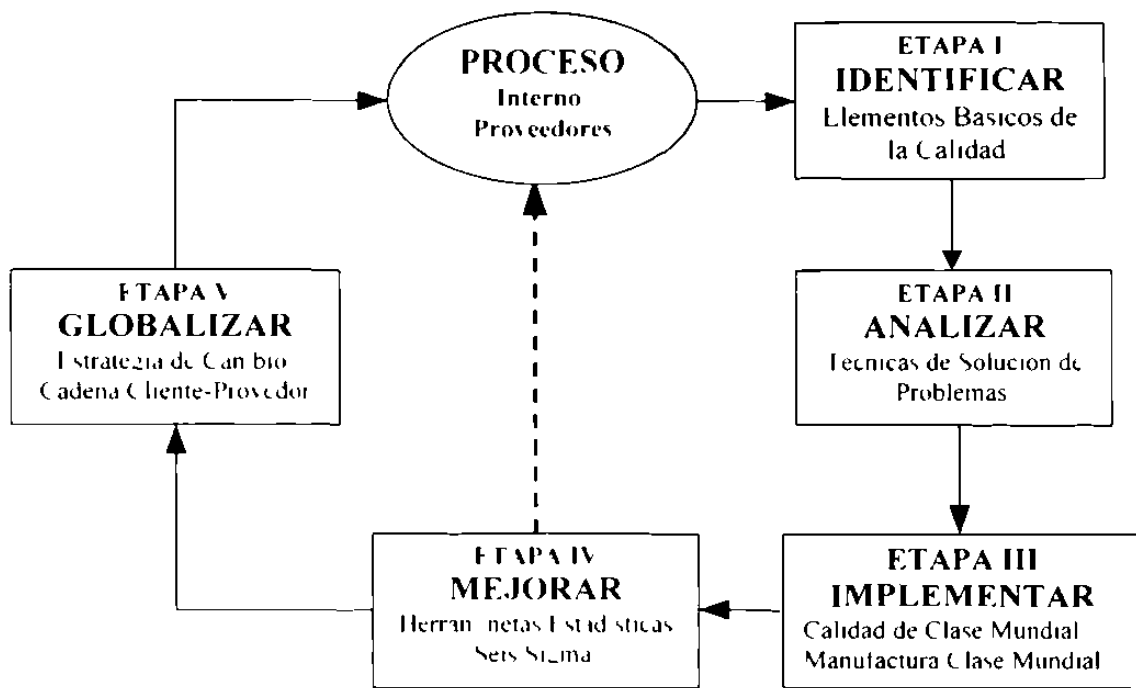 PROCESO
Interno
Proveedores
ETAPA I
IDENTIFICAR
Elementos Basicos de
la Calidad
ETAPA II
ANALIZAR
Tecnicas de Solucion de
Problemas
ETAPA III
IMPLEMENTAR
Calidad de Clase Mundial
Manufactura Clase Mundial
ETAPA IV
MEJORAR
Estadisticas
Seis Sigma
ETAPA V
GLOBALIZAR
Estrategia de Cambio
Cadena Cliente-Provedor